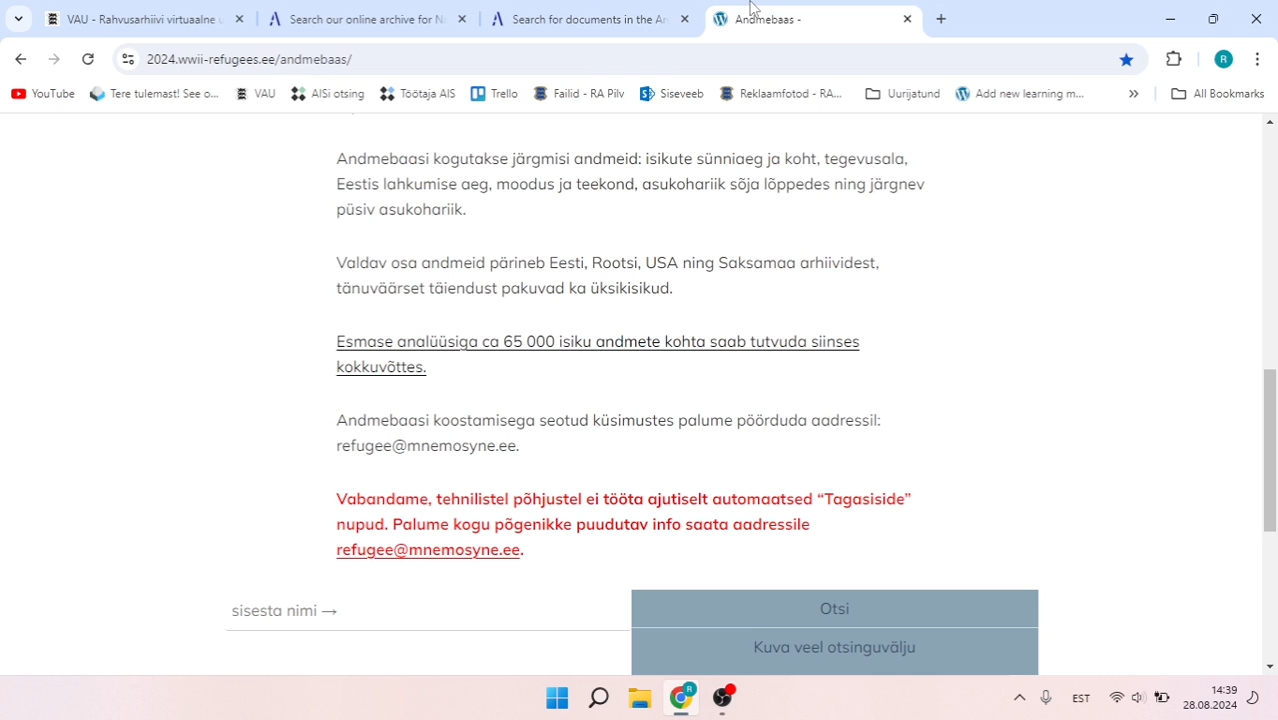 VAU - Rahvusarhiivi virtuaalne u
Search our online archive for N
Search for documents in the Ar
Andmebaas -
2024.wwii-refugees.ee/andmebaas/
R
YouTube
Tere tulemast! See o...
VAU
AISi otsing
Töötaja AIS
Trello
Failid - RA Pilv
Siseveeb
Reklaamfotod - RA...
Uurijatund
Add new learning m...
All Bookmarks
Andmebaasi kogutakse järgmisi andmeid: isikute sünniaeg ja koht, tegevusala,
Eestis lahkumise aeg, moodus ja teekond, asukohariik sõja lõppedes ning järgnev
püsiv asukohariik.
Valdav osa andmeid pärineb Eesti, Rootsi, USA ning Saksamaa arhiividest,
tänuväärset täiendust pakuvad ka üksikisikud.
Esmase analüüsiga ca 65 000 isiku andmete kohta saab tutvuda siinses
kokkuvõttes.
Andmebaasi koostamisega seotud küsimustes palume pöörduda aadressil:
refugee@mnemosyne.ee.
Vabandame, tehnilistel põhjustel ei tööta ajutiselt automaatsed “Tagasiside”
nupud. Palume kogu põgenikke puudutav info saata aadressile
refugee@mnemosyne.ee.
sisesta nimi →
Otsi
Kuva veel otsinguvälju
R
EST
14:39
28.08.2024